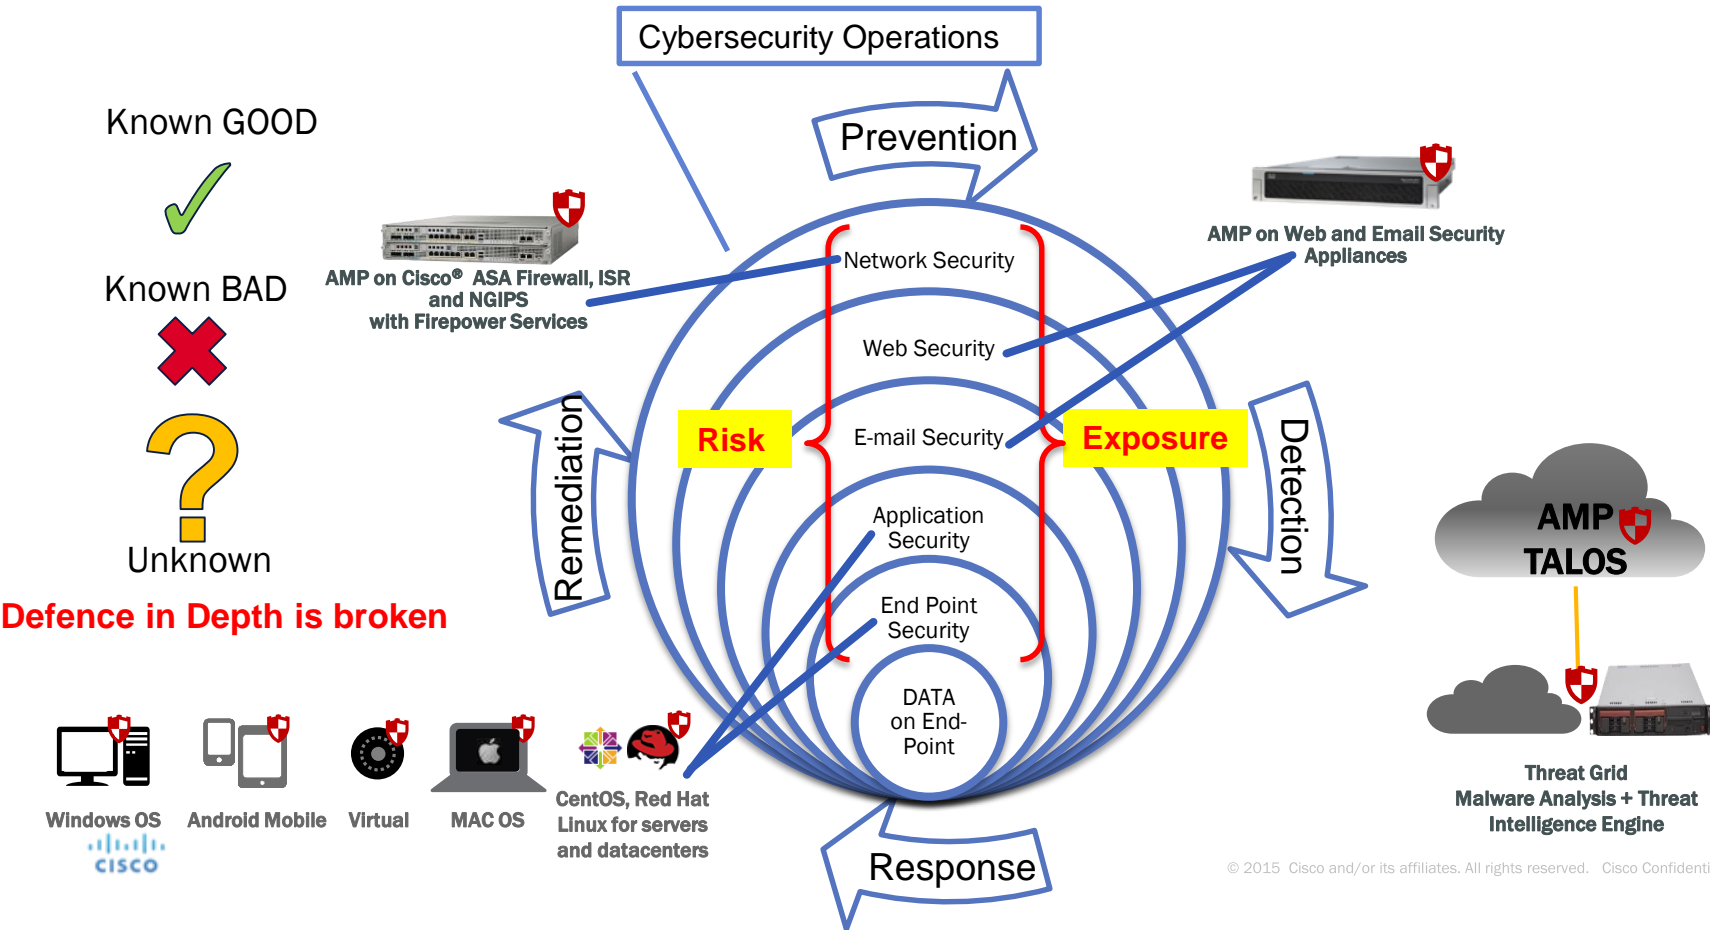 Cybersecurity Operations
Known GOOD
Prevention
AMP on Cisco® ASA Firewall, ISR
and NGIPS
with Firepower Services
AMP on Web and Email Security
Appliances
Known BAD
Network Security
Web Security
Risk
E-mail Security
Exposure
Remediation
Detection
Application
Security
End Point
Security
DATA
on End-
Point
Unknown
Defence in Depth is broken
AMP
TALOS
Windows OS
Android Mobile
Virtual
MAC OS
CentOS, Red Hat
Linux for servers
and datacenters
Threat Grid
Malware Analysis + Threat
Intelligence Engine
CISCO
Response
© 2015 Cisco and/or its affiliates. All rights reserved. Cisco Confidenti